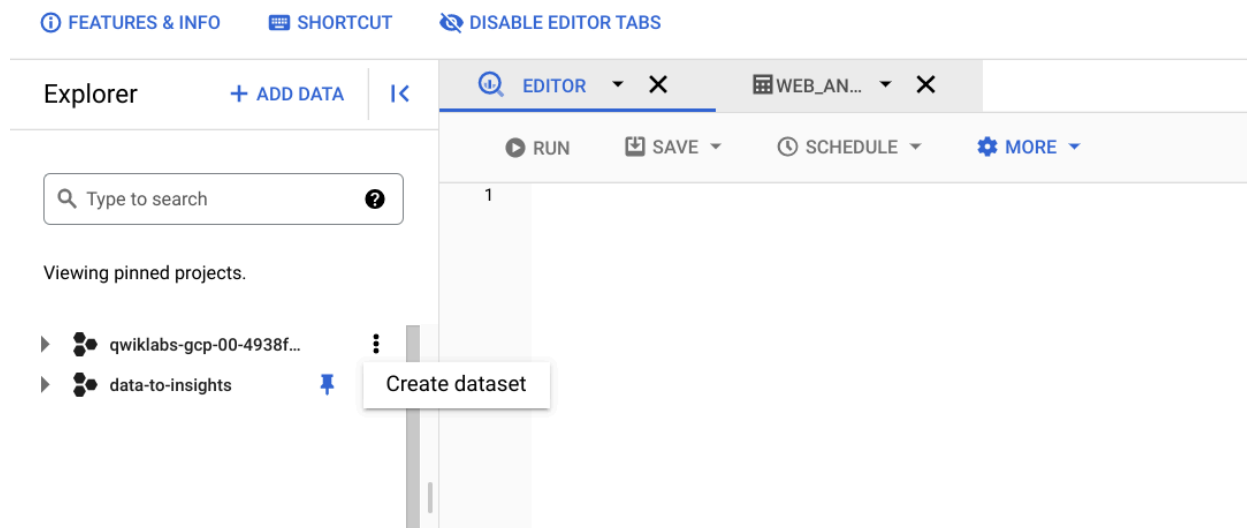 FEATURES & INFO SHORTCUT DISABLE EDITOR TABS
Explorer + ADD DATA
EDITOR WEB_AN...
RUN SAVE SCHEDULE MORE
1
Type to search
Viewing pinned projects.
qwiklabs-gcp-00-4938f...
data-to-insights
Create dataset